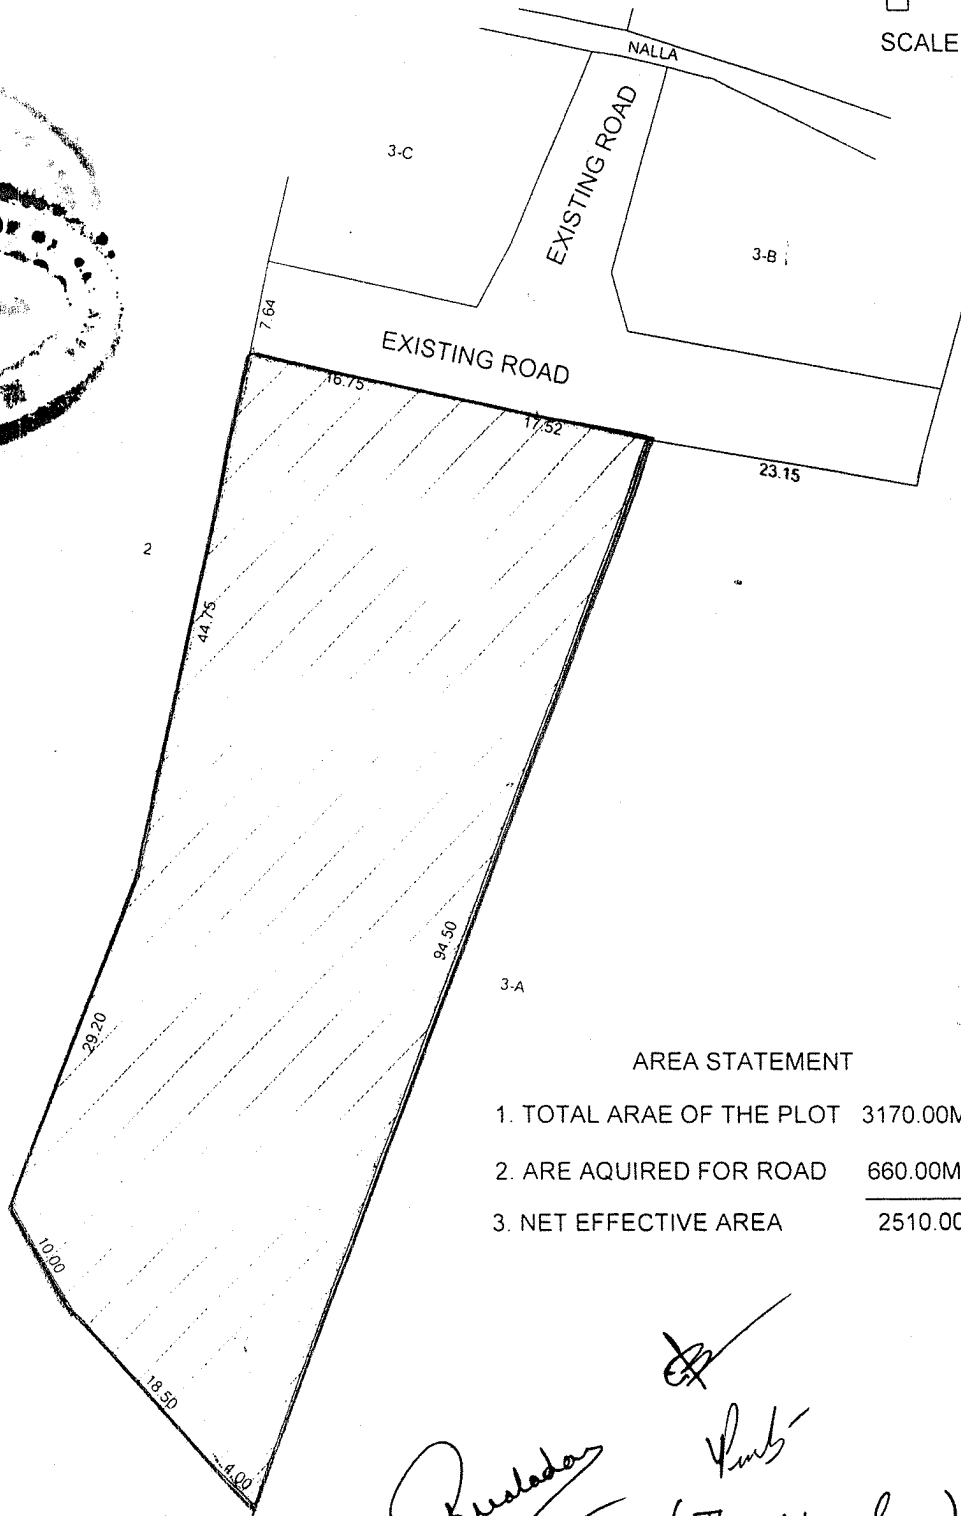 SCALE
NALLA
EXISTING ROAD
3-C
3-B
7.64
EXISTING ROAD
16.75
17.52
23.15
2
44.75
94.50
3-A
29.20
AREA STATEMENT
1. TOTAL ARAE OF THE PLOT 3170.00M
2. ARE AQUIRED FOR ROAD 660.00M
3. NET EFFECTIVE AREA 2510.00
10.00
18.50
4.00